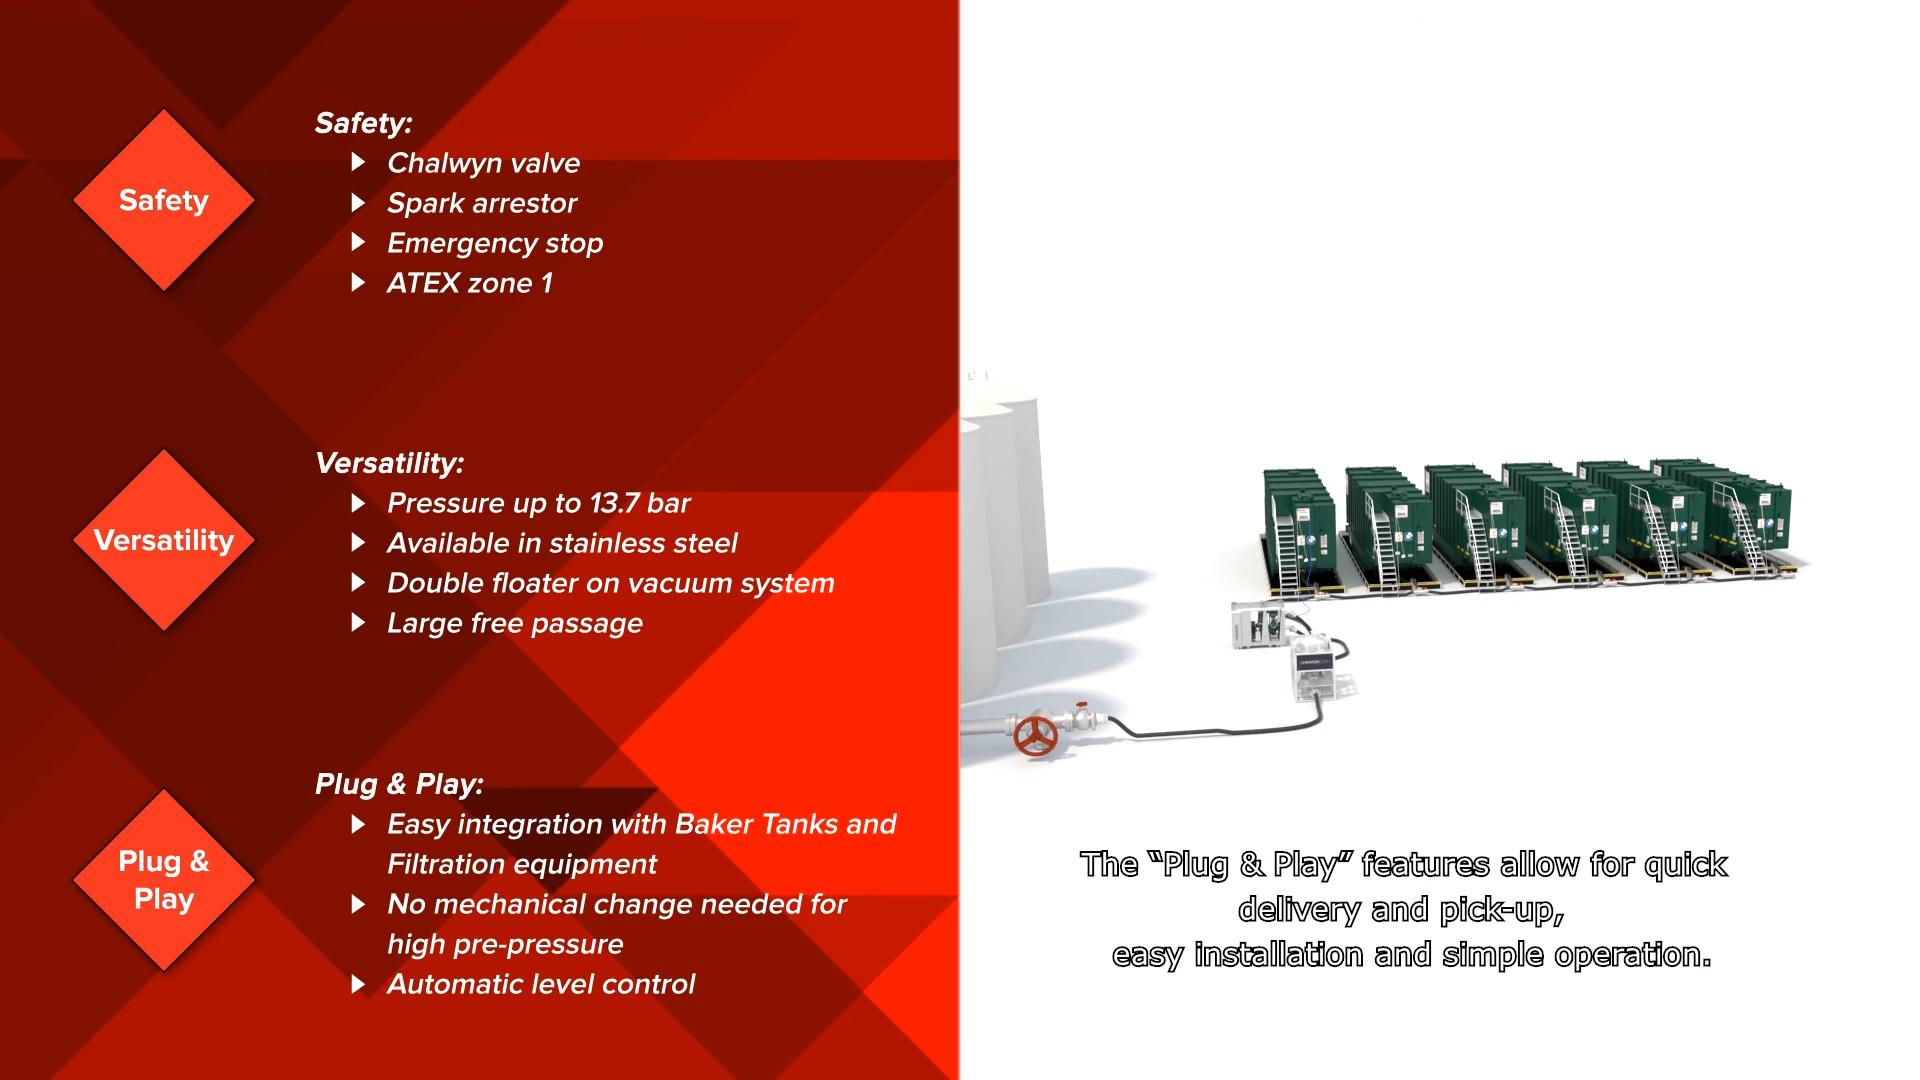 Safety
Safety:
Chalwyn valve
Spark arrestor
Emergency stop
ATEX zone 1
Versatility
Versatility:
Pressure up to 13.7 bar
Available in stainless steel
Double floater on vacuum system
Large free passage
Plug &
Play
Plug & Play:
Easy integration with Baker Tanks and
Filtration equipment
No mechanical change needed for
high pre-pressure
Automatic level control
The “Plug & Play” features allow for quick
delivery and pick-up,
easy installation and simple operation.